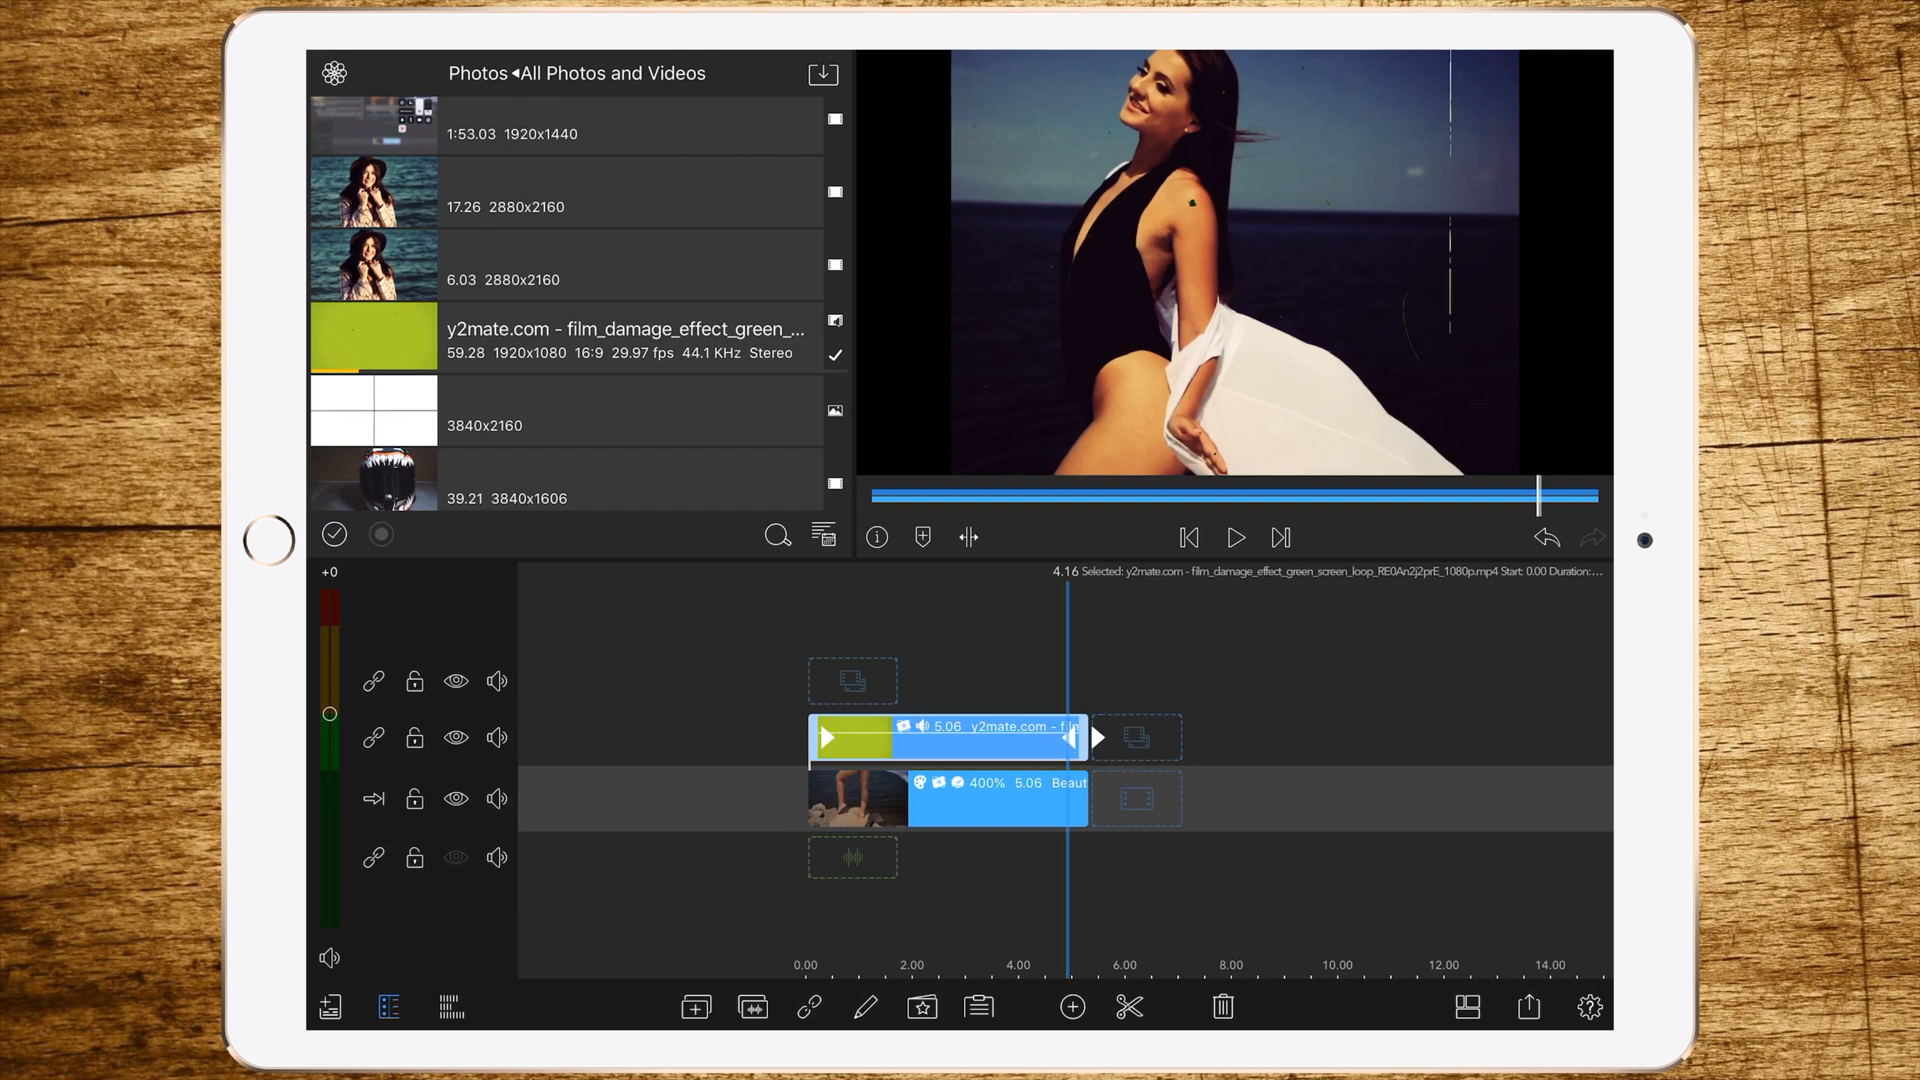 Photos ◂All Photos and Videos
1:53.03 1920x1440
17.26 2880x2160
6.03 2880x2160
y2mate.com - film_damage_effect_green_...
59.28 1920x1080 16:9 29.97 fps 44.1 KHz Stereo
3840x2160
39.21 3840x1606
+0
4.16 Selected: y2mate.com - film_damage_effect_green_screen_loop_RE0An2j2prE_1080p.mp4 Start: 0.00 Duration:...
5.06 y2mate.com - film
400% 5.06 Beaut
0.00 2.00 4.00 6.00 8.00 10.00 12.00 14.00